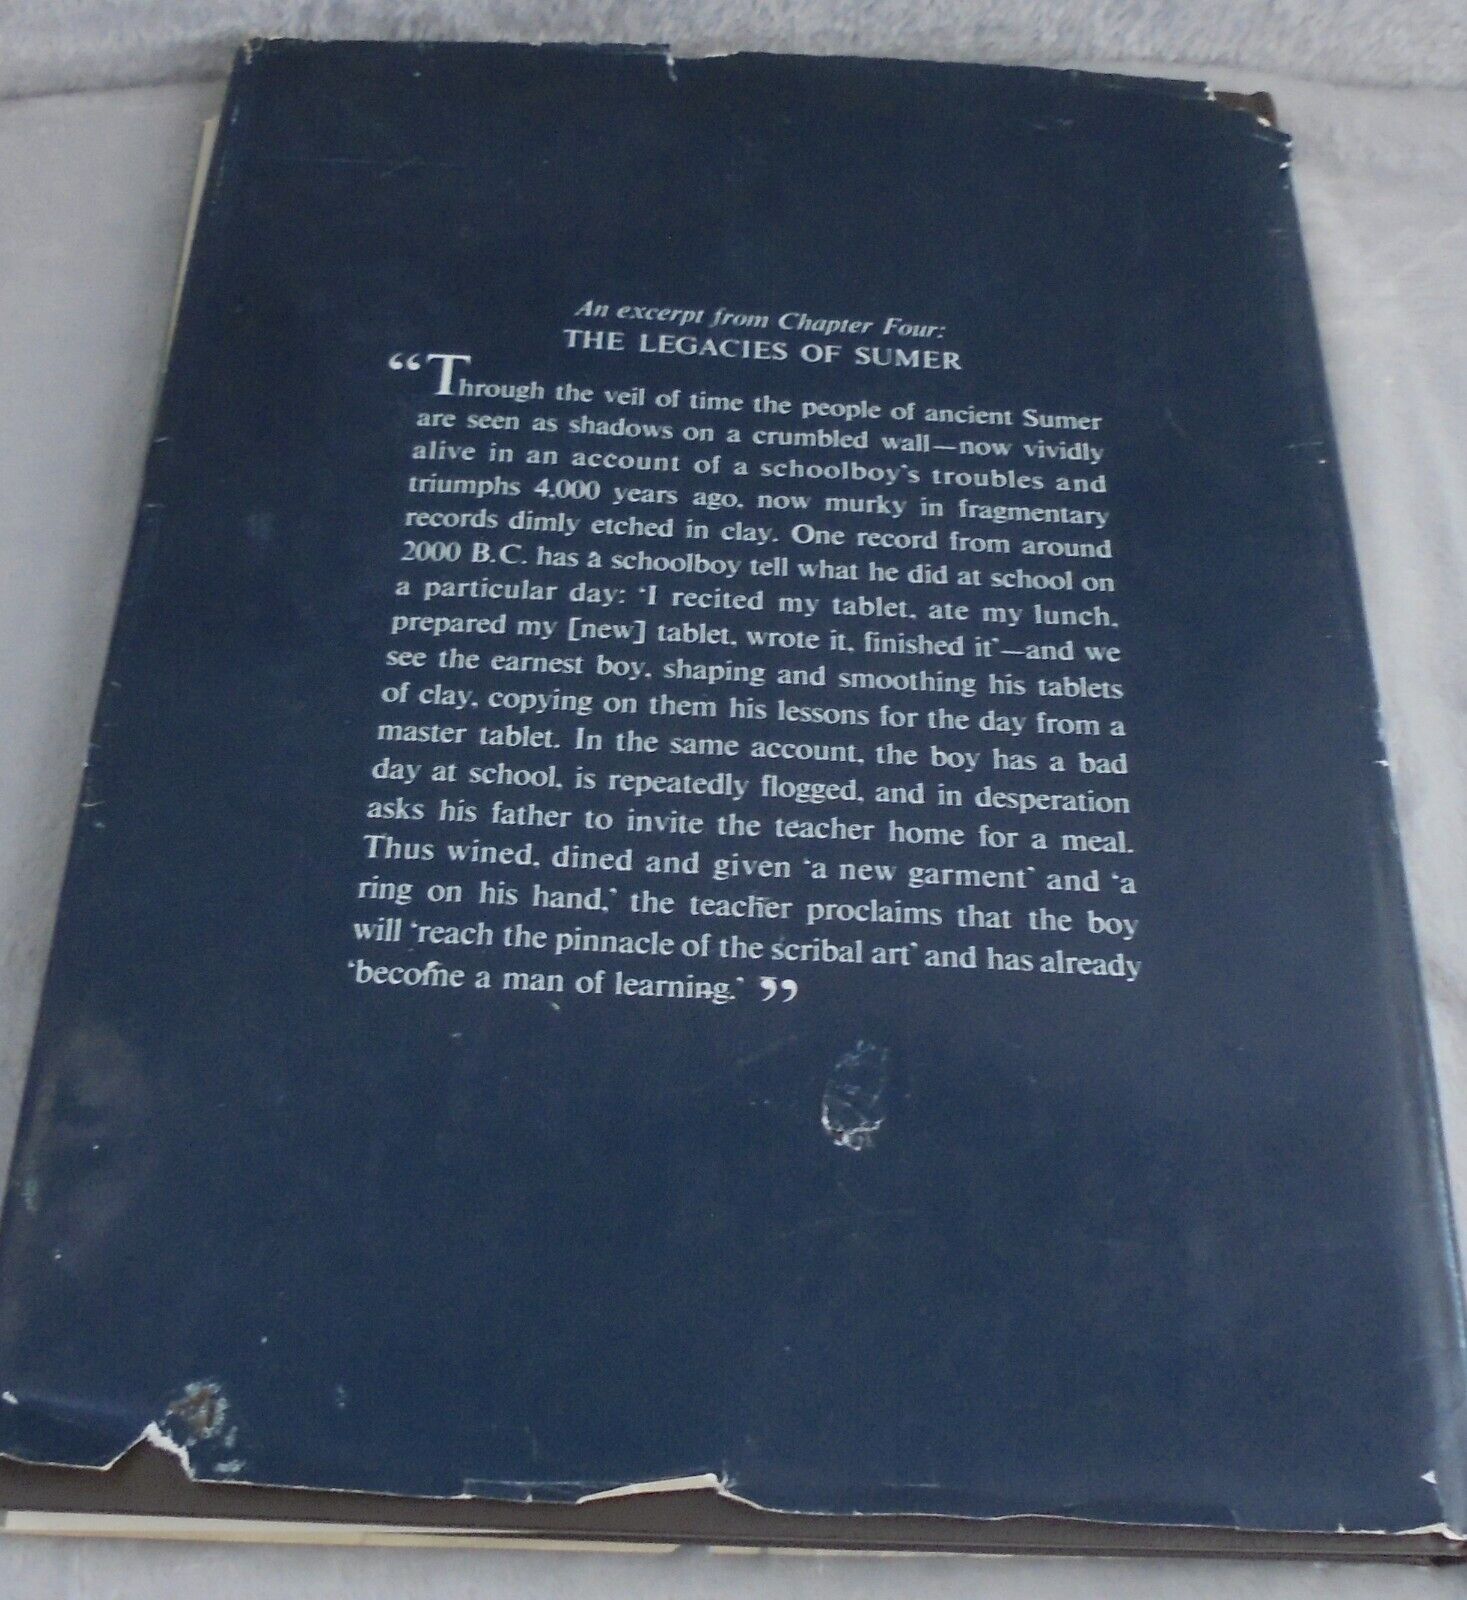 An excerpt from Chapter Four:
THE LEGACIES OF SUMER
“Through the veil of time the people of ancient Sumer
are seen as shadows on a crumbled wall—now vividly
alive in an account of a schoolboy's troubles and
triumphs 4,000 years ago, now murky in fragmentary
records dimly etched in clay. One record from around
2000 B.C. has a schoolboy tell what he did at school on
a particular day: ‘I recited my tablet, ate my lunch,
prepared my [new] tablet, wrote it, finished it’—and we
see the earnest boy, shaping and smoothing his tablets
of clay, copying on them his lessons for the day from a
master tablet. In the same account, the boy has a bad
day at school, is repeatedly flogged, and in desperation
asks his father to invite the teacher home for a meal.
Thus wined, dined and given ‘a new garment’ and ‘a
ring on his hand,’ the teacher proclaims that the boy
will ‘reach the pinnacle of the scribal art’ and has already
‘become a man of learning.’ ”